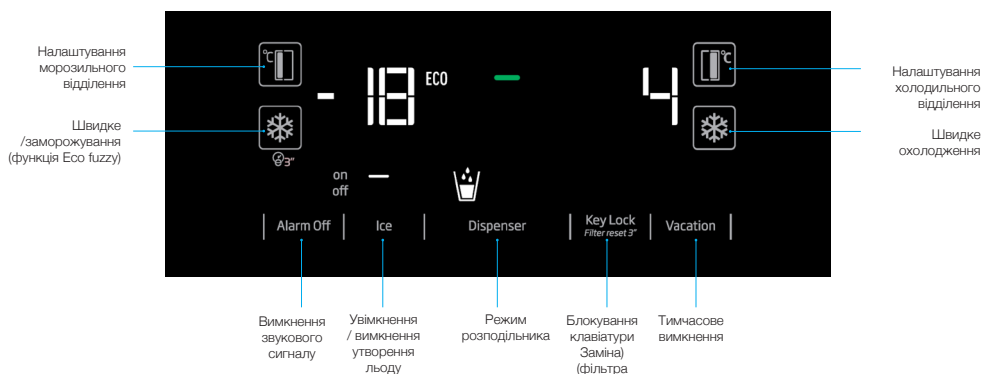 Налаштування
морозильного
відділення
Швидке
/заморожування
(функція Eco fuzzy)
°C
- 18
ECO
4
°C
3"
on
off
Alarm Off
Ice
Dispenser
Key Lock
Filter reset 3"
Vacation
Налаштування
холодильного
відділення
Швидке
охолодження
Вимкнення
звукового
сигналу
Увімкнення
/ вимкнення
утворення
льоду
Режим
розподільника
Блокування
клавіатури
Заміна)
(фільтра
Тимчасове
вимкнення